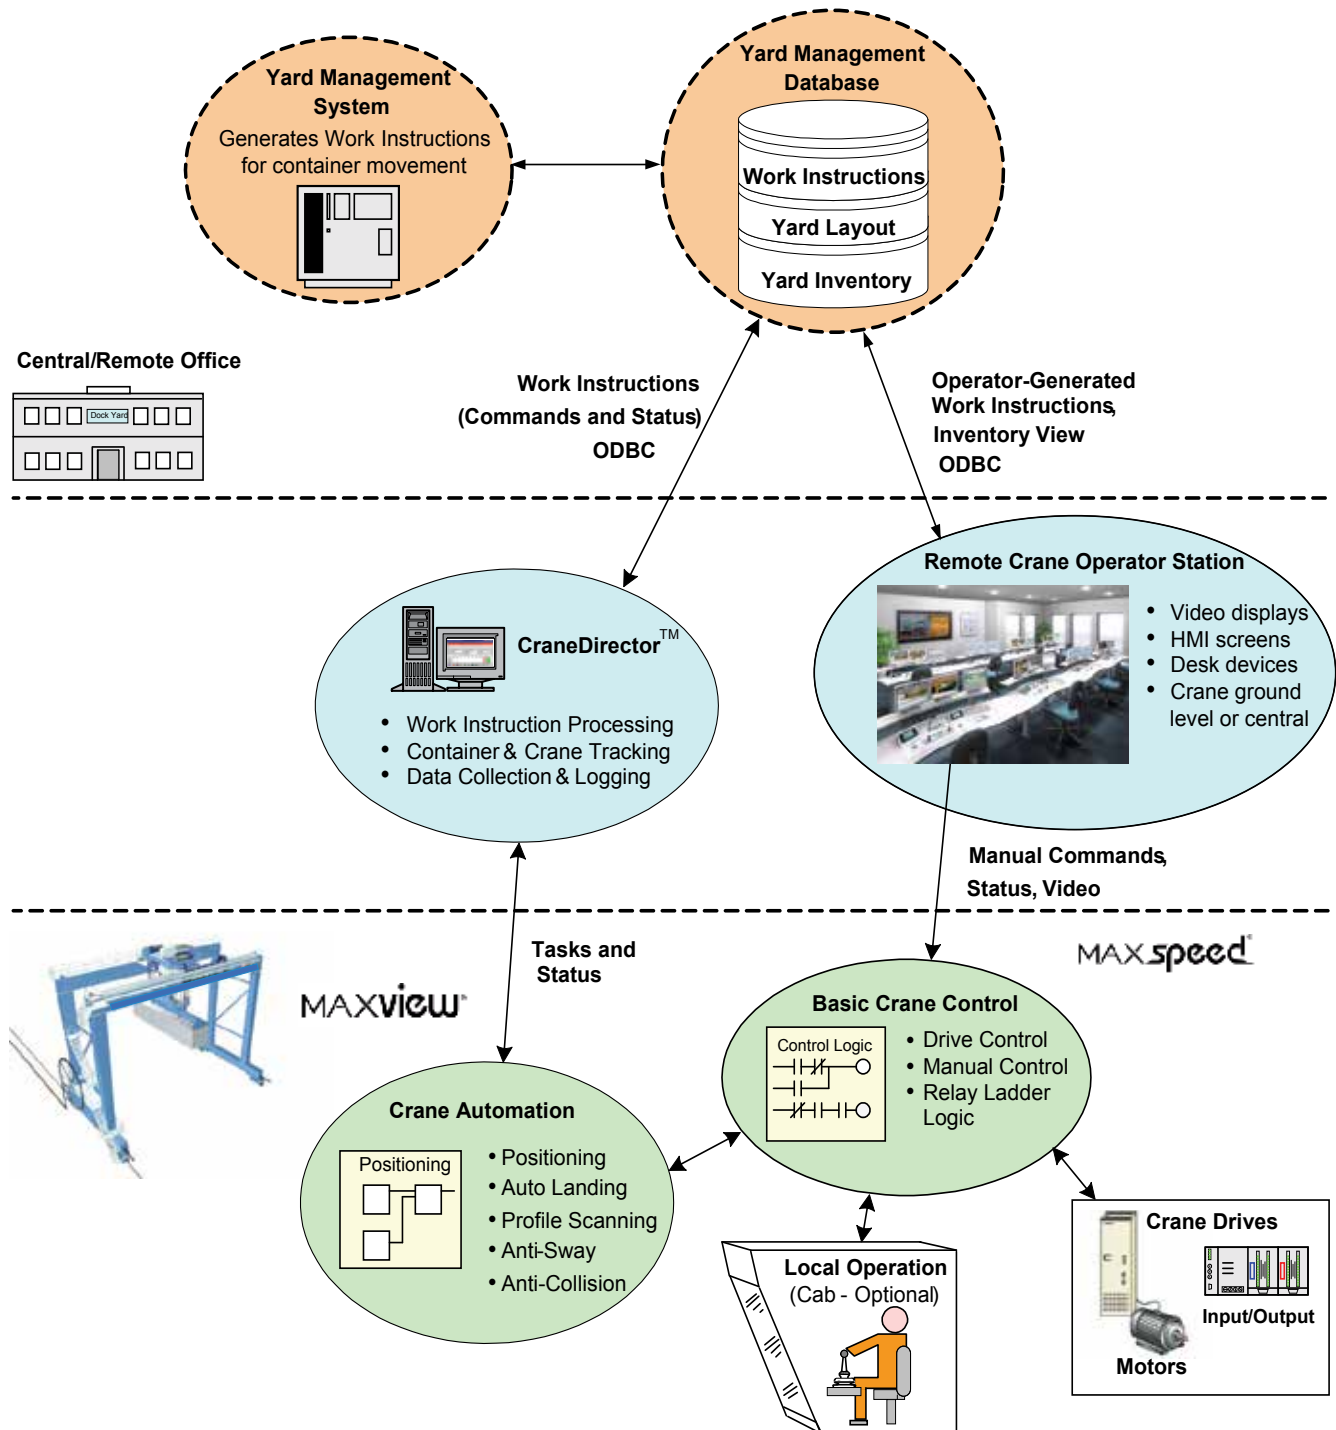 Yard Management
System
Generates Work Instructions
for container movement
Yard Management
Database
Work Instructions
Yard Layout
Yard Inventory
Central/Remote Office
Dock Yard
Work Instructions
(Commands and Status)
ODBC
Operator-Generated
Work Instructions,
Inventory View
ODBC
CraneDirector™
• Work Instruction Processing
• Container & Crane Tracking
• Data Collection & Logging
Remote Crane Operator Station
• Video displays
• HMI screens
• Desk devices
• Crane ground
level or central
Manual Commands,
Status, Video
Tasks and
Status
MAXview®
MAXspeed®
Basic Crane Control
Control Logic
• Drive Control
• Manual Control
• Relay Ladder
Logic
Crane Automation
Positioning
• Positioning
• Auto Landing
• Profile Scanning
• Anti-Sway
• Anti-Collision
Local Operation
(Cab - Optional)
Crane Drives
Input/Output
Motors